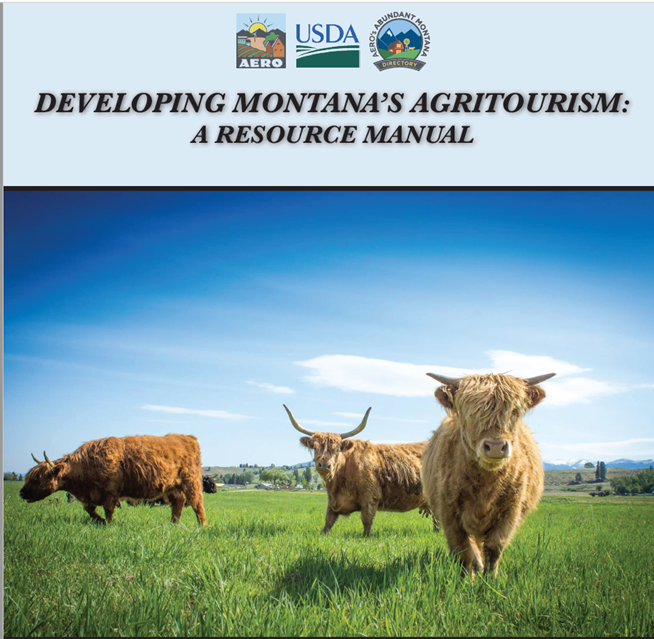 AERO
USDA
AERO's ABUNDANT MONTANA
DIRECTORY
DEVELOPING MONTANA'S AGRITOURISM:
A RESOURCE MANUAL